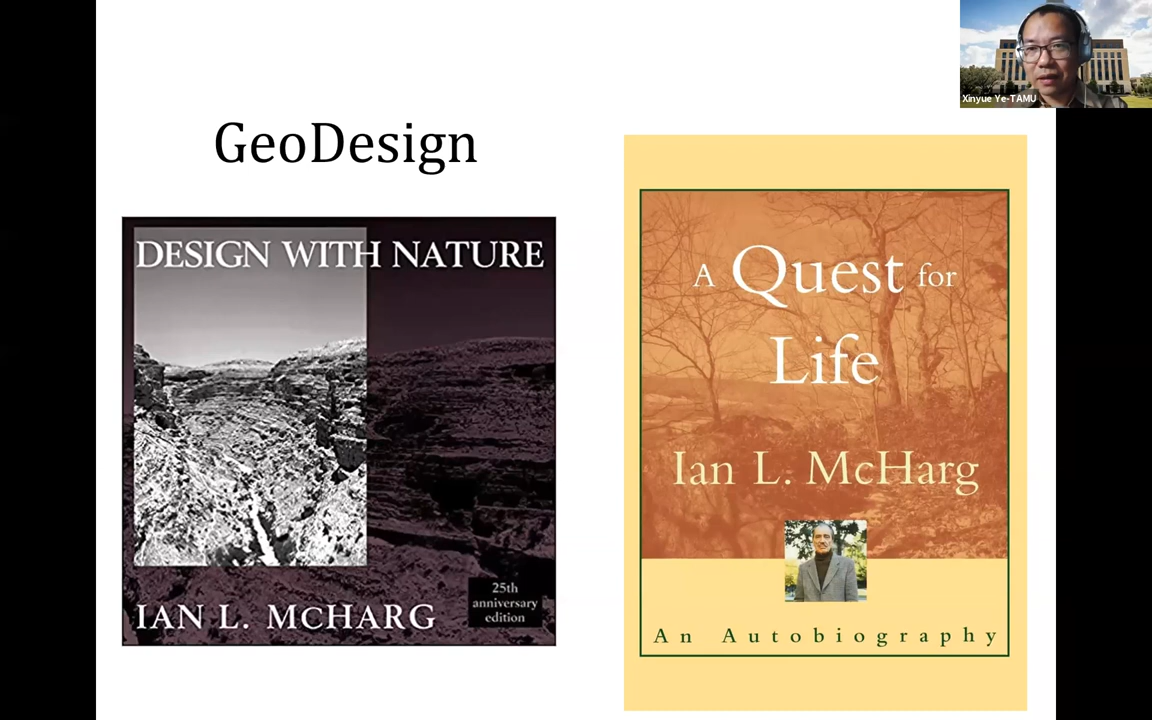 Xinyue Ye-TAMU
GeoDesign
DESIGN WITH NATURE
IAN L. McHARG
25th
anniversary
edition
A Quest for
Life
Ian L. McHarg
An Autobiography